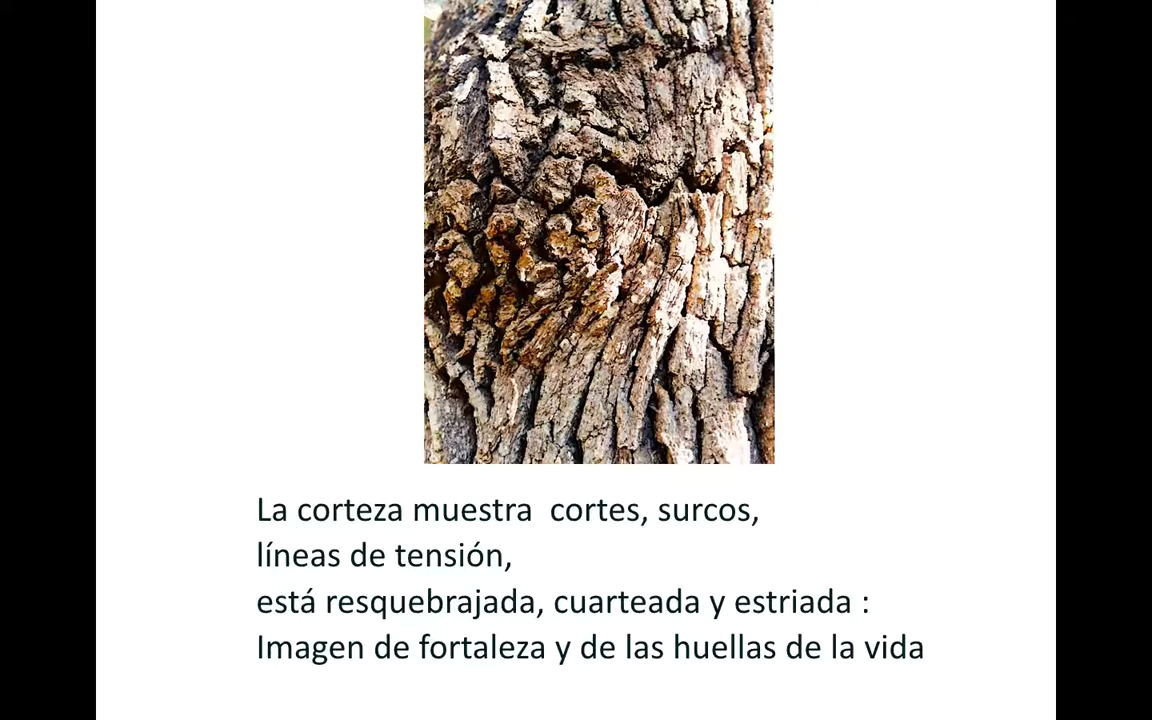 La corteza muestra  cortes, surcos,
líneas de tensión,
está resquebrajada, cuarteada y estriada :
Imagen de fortaleza y de las huellas de la vida